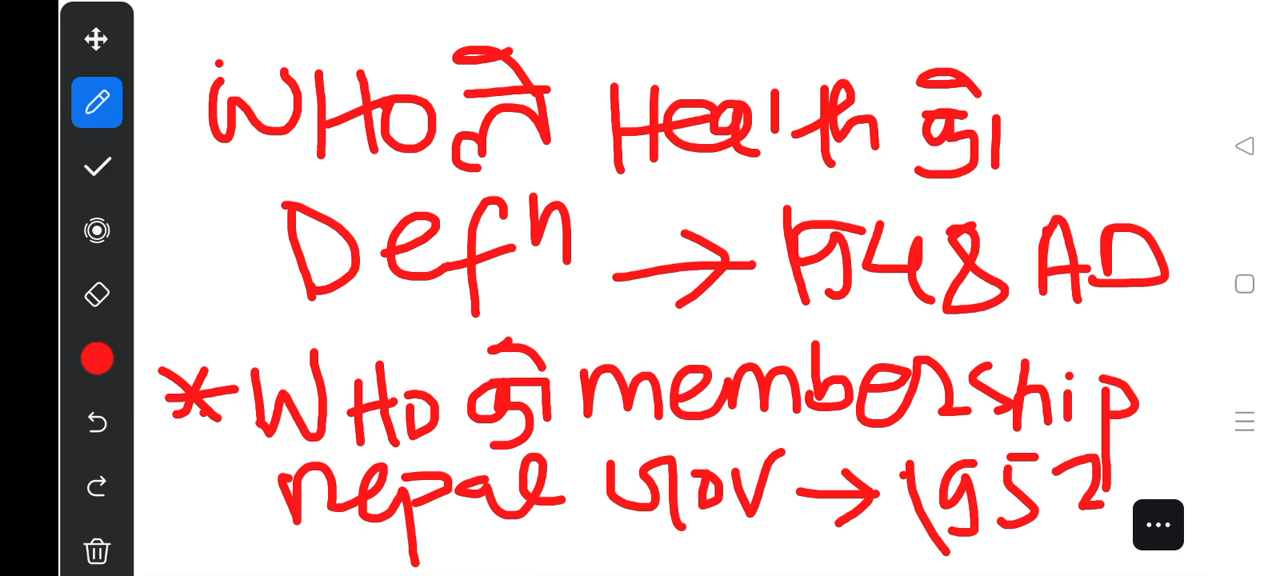 WHO ले Health को
Defn → 1948 AD
* WHO को membership
nepal gov → 1952